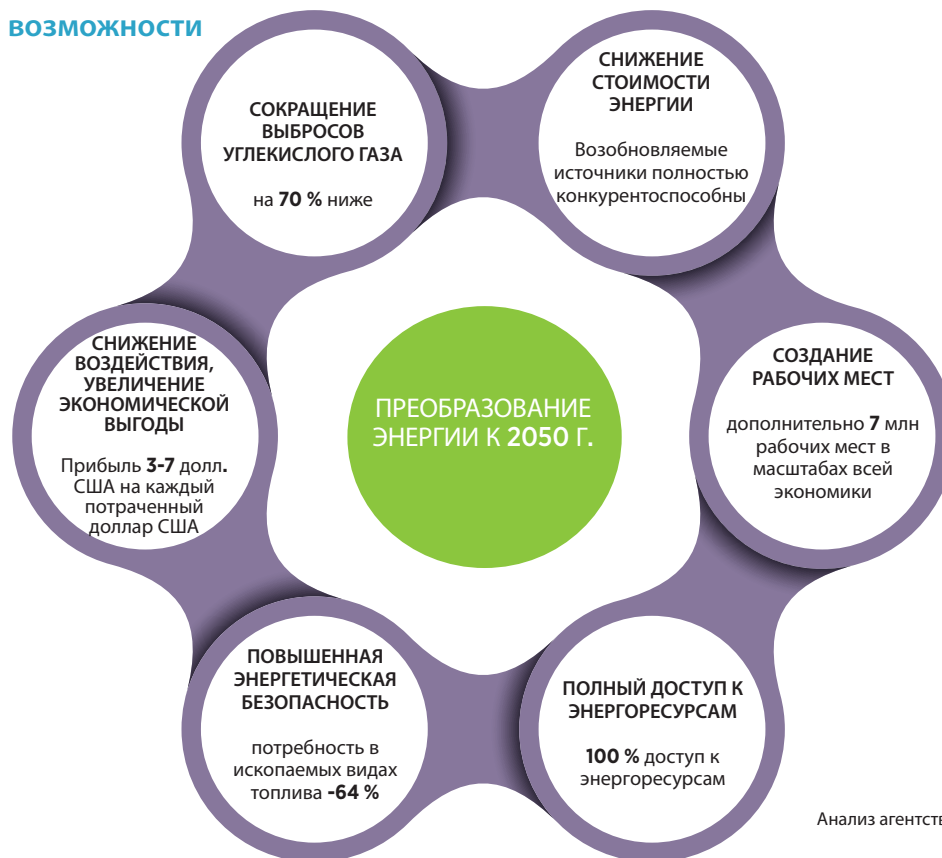 ВОЗМОЖНОСТИ
СОКРАЩЕНИЕ
ВЫБРОСОВ
УГЛЕКИСЛОГО ГАЗА
на 70 % ниже
СНИЖЕНИЕ
СТОИМОСТИ
ЭНЕРГИИ
Возобновляемые
источники полностью
конкурентоспособны
СНИЖЕНИЕ
ВОЗДЕЙСТВИЯ,
УВЕЛИЧЕНИЕ
ЭКОНОМИЧЕСКОЙ
ВЫГОДЫ
Прибыль 3-7 долл.
США на каждый
потраченный
доллар США
ПРЕОБРАЗОВАНИЕ
ЭНЕРГИИ К 2050 Г.
СОЗДАНИЕ
РАБОЧИХ МЕСТ
дополнительно 7 млн
рабочих мест в
масштабах всей
экономики
ПОВЫШЕННАЯ
ЭНЕРГЕТИЧЕСКАЯ
БЕЗОПАСНОСТЬ
потребность в
ископаемых видах
топлива -64 %
ПОЛНЫЙ ДОСТУП К
ЭНЕРГОРЕСУРСАМ
100 % доступ к
энергоресурсам
Анализ агентств